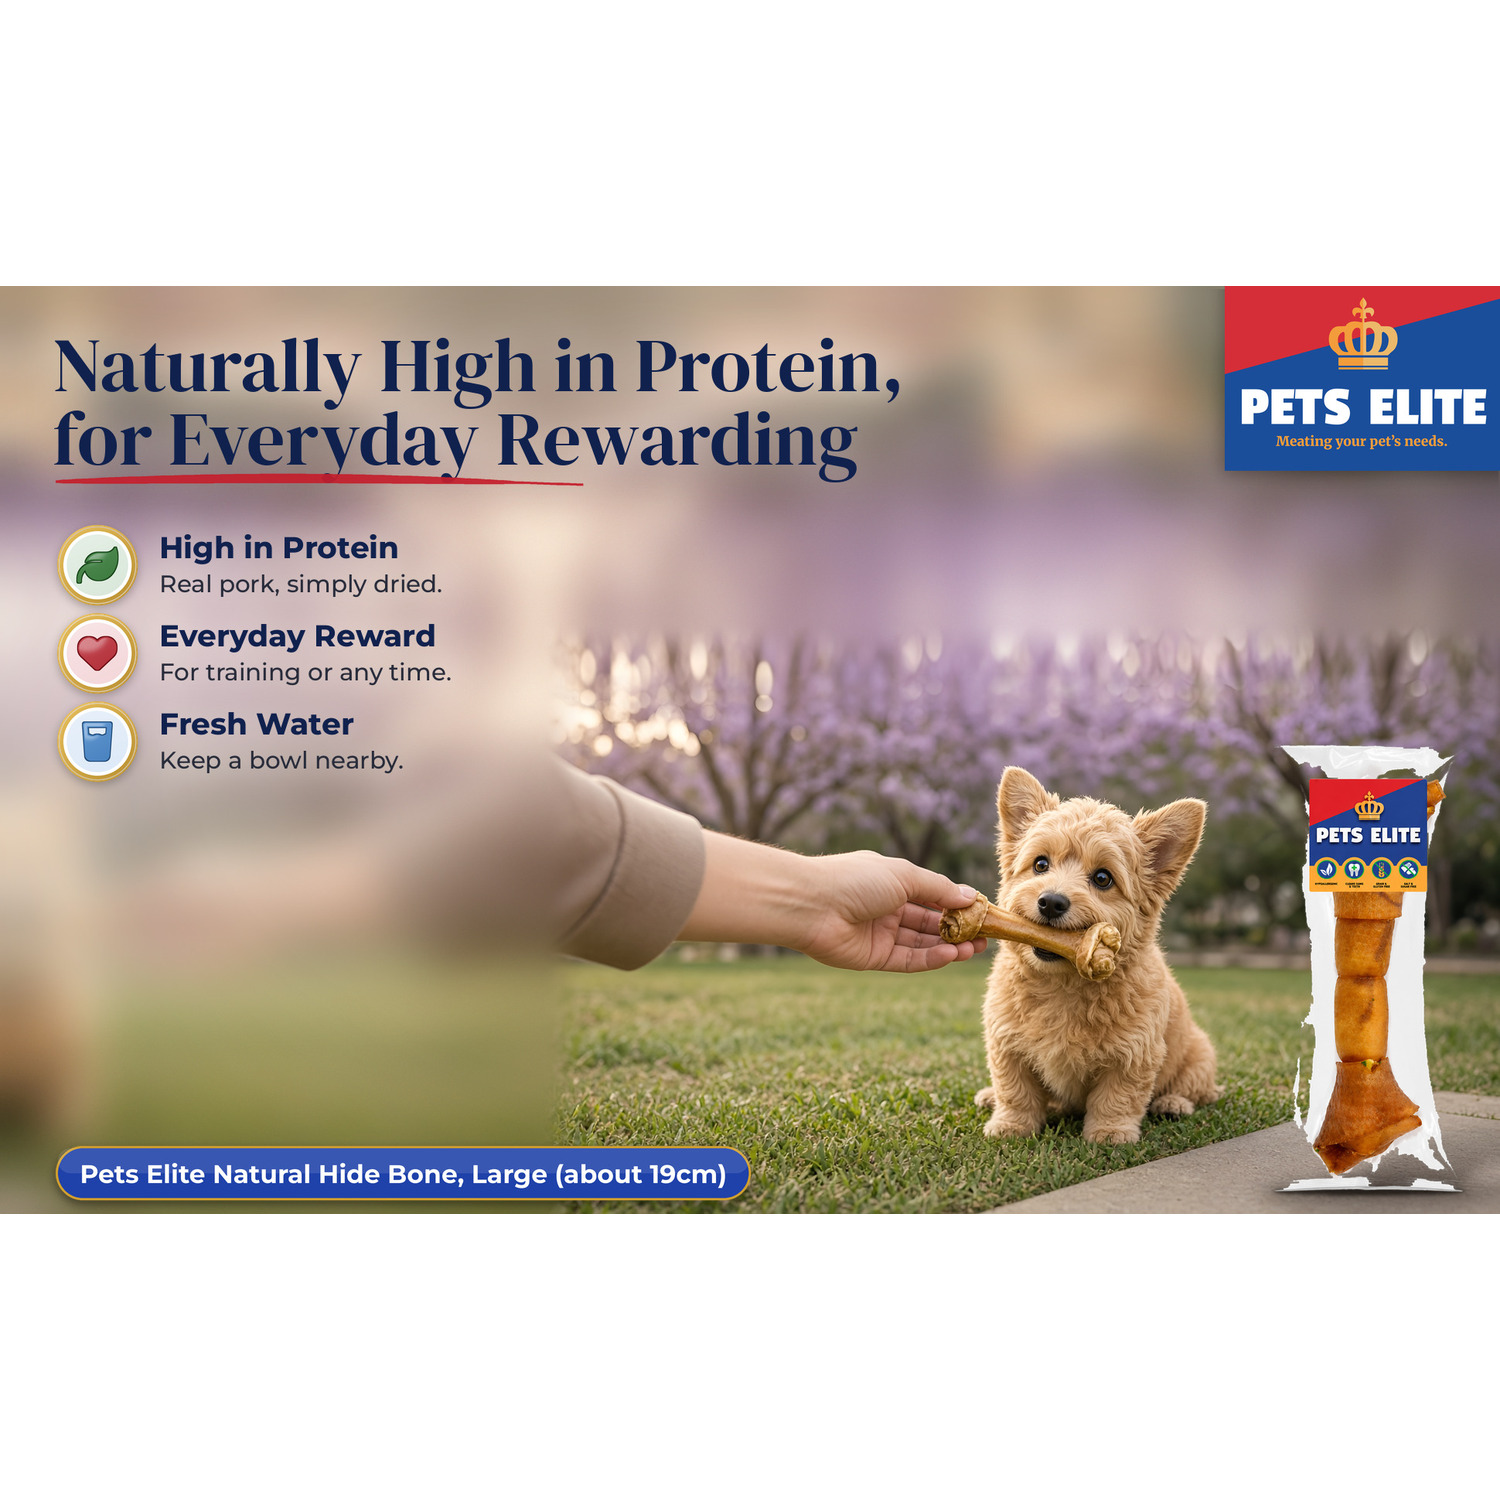 Naturally High in Protein,
for Everyday Rewarding
PETS ELITE
Meating your pet's needs.
High in Protein
Real pork, simply dried.
Everyday Reward
For training or any time.
Fresh Water
Keep a bowl nearby.
PETS ELITE
Pets Elite Natural Hide Bone, Large (about 19cm)